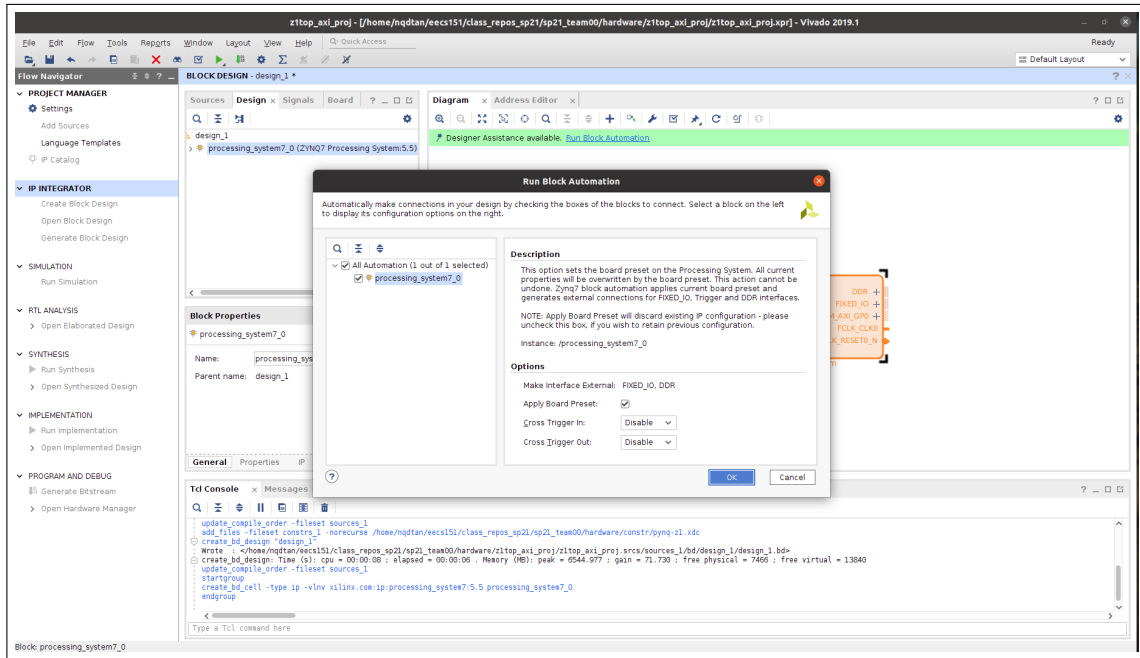 z1top_axi_proj - [/home/nqdtan/eecs151/class_repos_sp21/sp21_team00/hardware/z1top_axi_proj/z1top_axi_proj.xpr] - Vivado 2019.1
File Edit Flow Tools Reports Window Layout View Help Quick Access
Ready
Default Layout
Flow Navigator
BLOCK DESIGN - design_1 *
PROJECT MANAGER
Settings
Add Sources
Language Templates
IP Catalog
IP INTEGRATOR
Create Block Design
Open Block Design
Generate Block Design
SIMULATION
Run Simulation
RTL ANALYSIS
Open Elaborated Design
SYNTHESIS
Run Synthesis
Open Synthesized Design
IMPLEMENTATION
Run Implementation
Open Implemented Design
PROGRAM AND DEBUG
Generate Bitstream
Open Hardware Manager
Sources Design Signals Board
design_1
processing_system7_0 (ZYNQ7 Processing System:5.5)
Diagram Address Editor
Designer Assistance available. Run Block Automation
DDR
FIXED_IO
M_AXI_GP0
FCLK_CLK0
K_RESET0_N
Block Properties
processing_system7_0
Name: processing_sys
Parent name: design_1
General Properties IP
Run Block Automation
Automatically make connections in your design by checking the boxes of the blocks to connect. Select a block on the left
to display its configuration options on the right.
All Automation (1 out of 1 selected)
processing_system7_0
Description
This option sets the board preset on the Processing System. All current
properties will be overwritten by the board preset. This action cannot be
undone. Zynq7 block automation applies current board preset and
generates external connections for FIXED_IO, Trigger and DDR interfaces.
NOTE: Apply Board Preset will discard existing IP configuration - please
uncheck this box, if you wish to retain previous configuration.
Instance: /processing_system7_0
Options
Make Interface External: FIXED_IO, DDR
Apply Board Preset:
Cross Trigger In: Disable
Cross Trigger Out: Disable
OK Cancel
Tcl Console Messages
update_compile_order -fileset sources_1
add_files -fileset constrs_1 -norecurse /home/nqdtan/eecs151/class_repos_sp21/sp21_team00/hardware/constr/pynq-z1.xdc
create_bd_design "design_1"
Wrote : </home/nqdtan/eecs151/class_repos_sp21/sp21_team00/hardware/z1top_axi_proj/z1top_axi_proj.srcs/sources_1/bd/design_1/design_1.bd>
create_bd_design: Time (s): cpu = 00:00:08 ; elapsed = 00:00:06 . Memory (MB): peak = 6544.977 ; gain = 71.730 ; free physical = 7466 ; free virtual = 13840
update_compile_order -fileset sources_1
startgroup
create_bd_cell -type ip -vlnv xilinx.com:ip:processing_system7:5.5 processing_system7_0
endgroup
Type a Tcl command here
Block: processing_system7_0